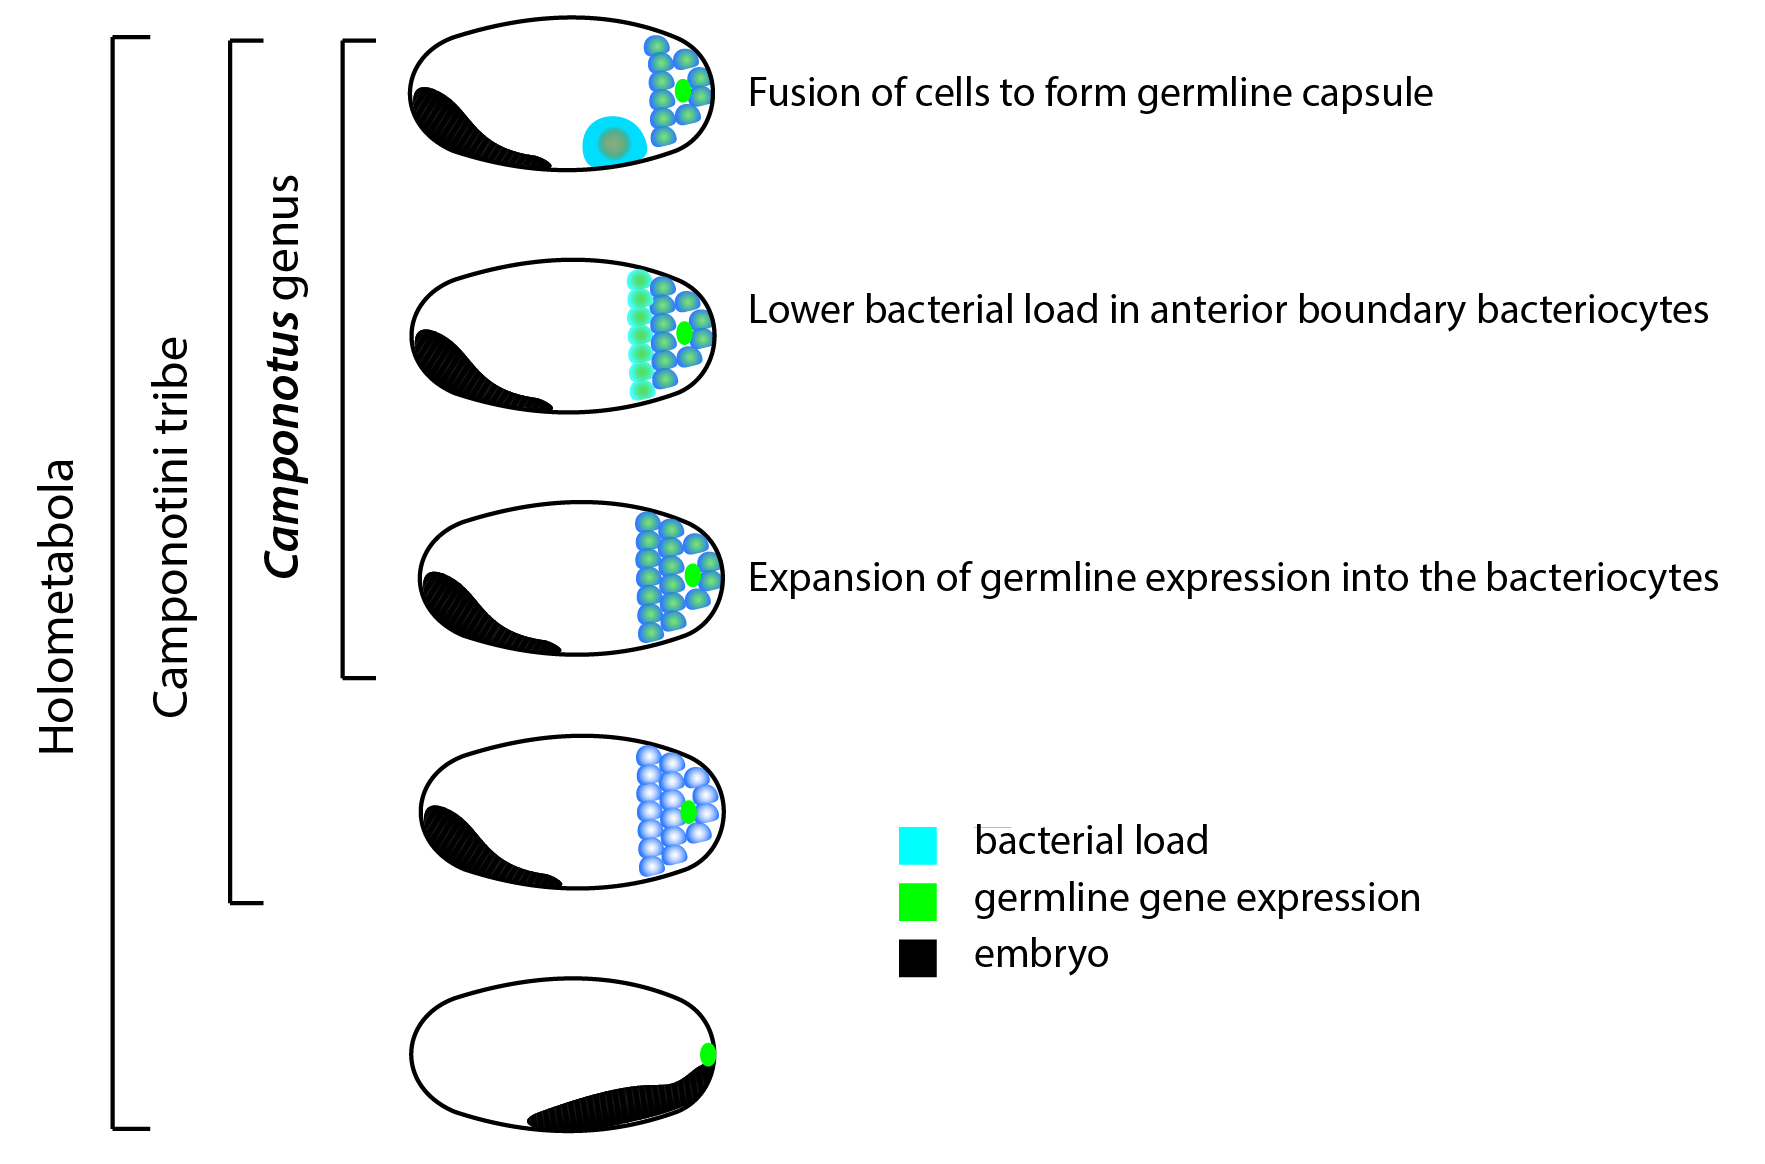 Holometabola
Camponotini tribe
Camponotus genus
Fusion of cells to form germline capsule
Lower bacterial load in anterior boundary bacteriocytes
Expansion of germline expression into the bacteriocytes
bacterial load
germline gene expression
embryo